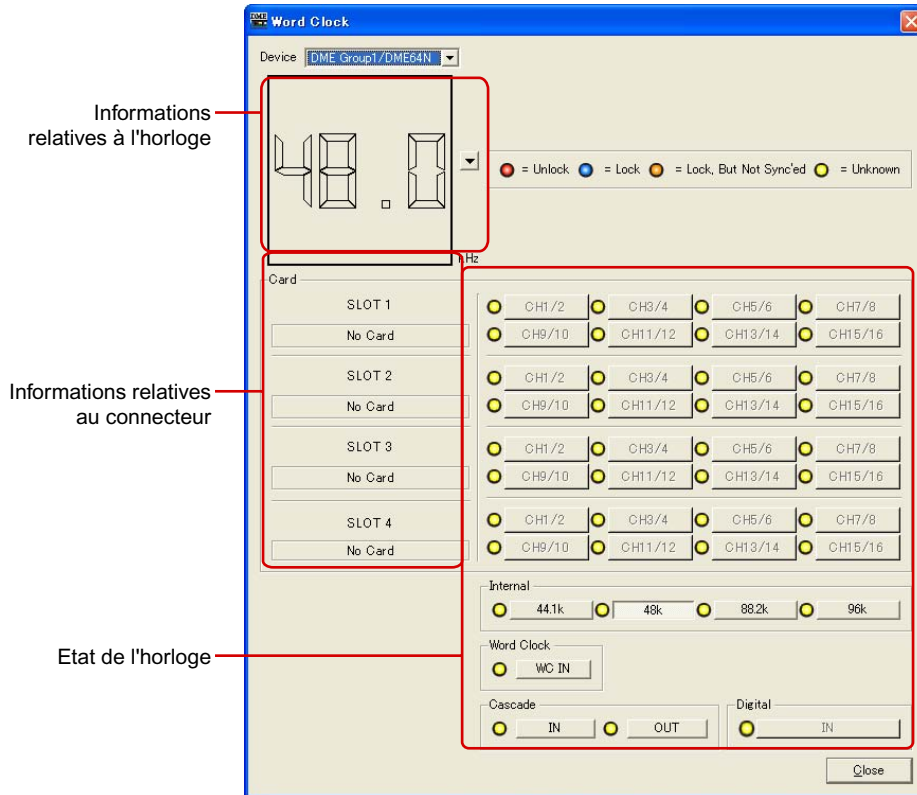 Word Clock
Device DME Group1/DME64N
Informations
relatives à l'horloge
48.0
= Unlock = Lock = Lock, But Not Sync'ed = Unknown
Hz
Card
SLOT 1
CH1/2 CH3/4 CH5/6 CH7/8
No Card
CH9/10 CH11/12 CH13/14 CH15/16
SLOT 2
CH1/2 CH3/4 CH5/6 CH7/8
Informations relatives
au connecteur
No Card
CH9/10 CH11/12 CH13/14 CH15/16
SLOT 3
CH1/2 CH3/4 CH5/6 CH7/8
No Card
CH9/10 CH11/12 CH13/14 CH15/16
SLOT 4
CH1/2 CH3/4 CH5/6 CH7/8
No Card
CH9/10 CH11/12 CH13/14 CH15/16
Internal
44.1k 48k 88.2k 96k
Etat de l'horloge
Word Clock
WC IN
Cascade
IN OUT
Digital
IN
Close